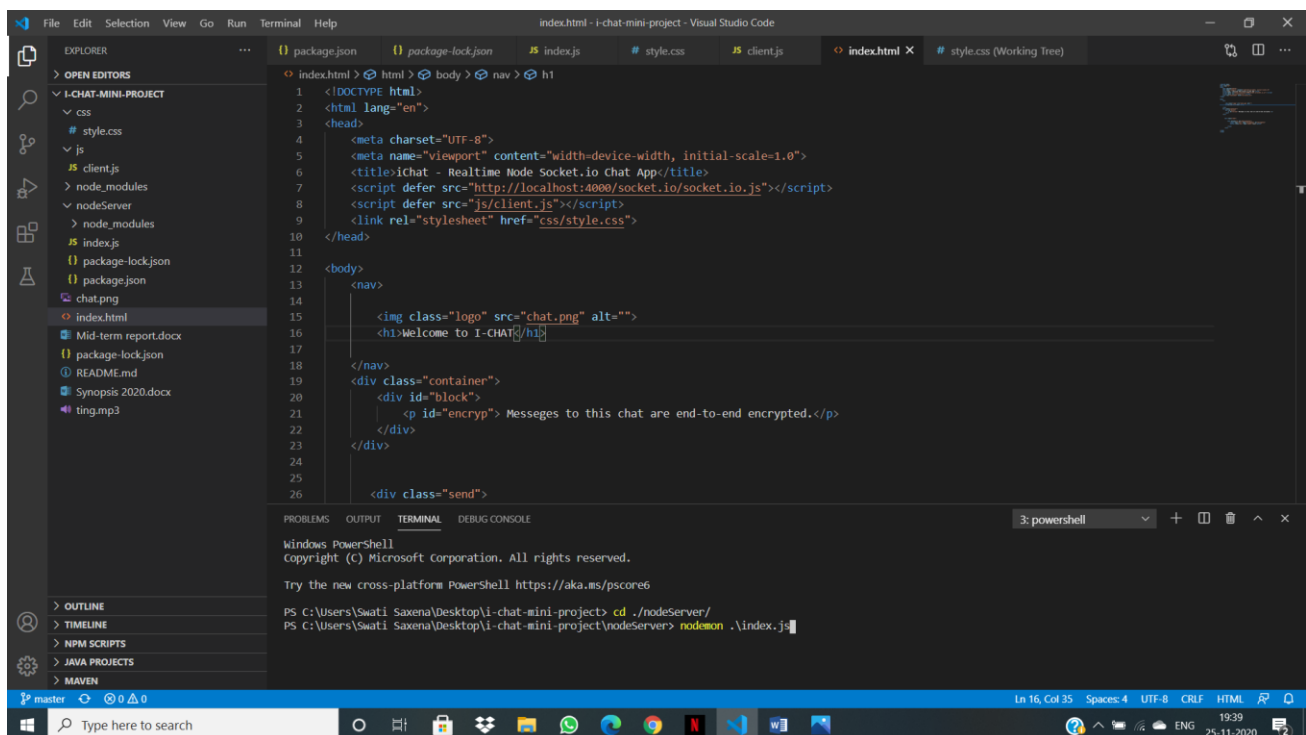 File Edit Selection View Go Run Terminal Help index.html - i-chat-mini-project - Visual Studio Code
EXPLORER
OPEN EDITORS
I-CHAT-MINI-PROJECT
css
# style.css
js
JS client.js
node_modules
nodeServer
node_modules
JS index.js
{} package-lock.json
{} package.json
chat.png
<> index.html
Mid-term report.docx
{} package-lock.json
README.md
Synopsis 2020.docx
ting.mp3
OUTLINE
TIMELINE
NPM SCRIPTS
JAVA PROJECTS
MAVEN
{} package.json {} package-lock.json JS index.js # style.css JS client.js <> index.html # style.css (Working Tree)
<> index.html > html > body > nav > h1
1 <!DOCTYPE html>
2 <html lang="en">
3 <head>
4 <meta charset="UTF-8">
5 <meta name="viewport" content="width=device-width, initial-scale=1.0">
6 <title>iChat - Realtime Node Socket.io Chat App</title>
7 <script defer src="http://localhost:4000/socket.io/socket.io.js"></script>
8 <script defer src="js/client.js"></script>
9 <link rel="stylesheet" href="css/style.css">
10 </head>
11
12 <body>
13 <nav>
14
15 <img class="logo" src="chat.png" alt="">
16 <h1>Welcome to I-CHAT</h1>
17
18 </nav>
19 <div class="container">
20 <div id="block">
21 <p id="encryp"> Messeges to this chat are end-to-end encrypted.</p>
22 </div>
23 </div>
24
25
26 <div class="send">
PROBLEMS OUTPUT TERMINAL DEBUG CONSOLE 3: powershell
Windows PowerShell
Copyright (C) Microsoft Corporation. All rights reserved.
Try the new cross-platform PowerShell https://aka.ms/pscore6
PS C:\Users\Swati Saxena\Desktop\i-chat-mini-project> cd ./nodeServer/
PS C:\Users\Swati Saxena\Desktop\i-chat-mini-project\nodeServer> nodemon .\index.js
master 0 0 Ln 16, Col 35 Spaces: 4 UTF-8 CRLF HTML
Type here to search ENG 19:39
25-11-2020